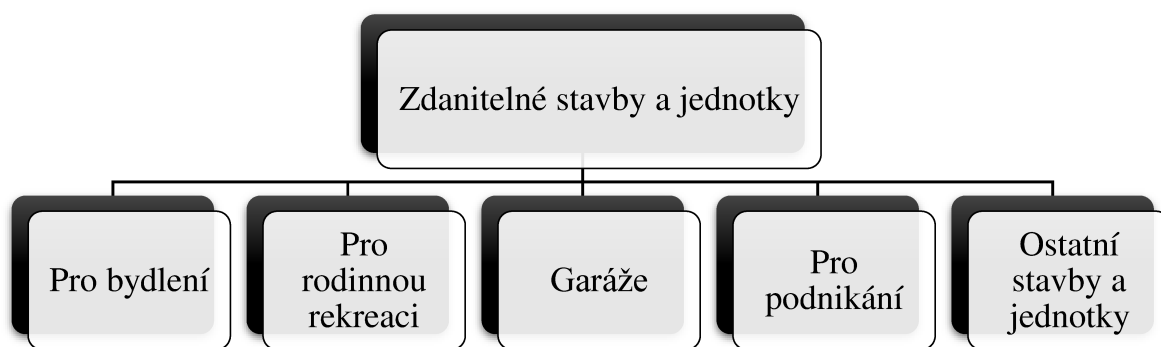 Zdanitelné stavby a jednotky
Pro bydlení
Pro
rodinnou
rekreaci
Garáže
Pro
podnikání
Ostatní
stavby a
jednotky